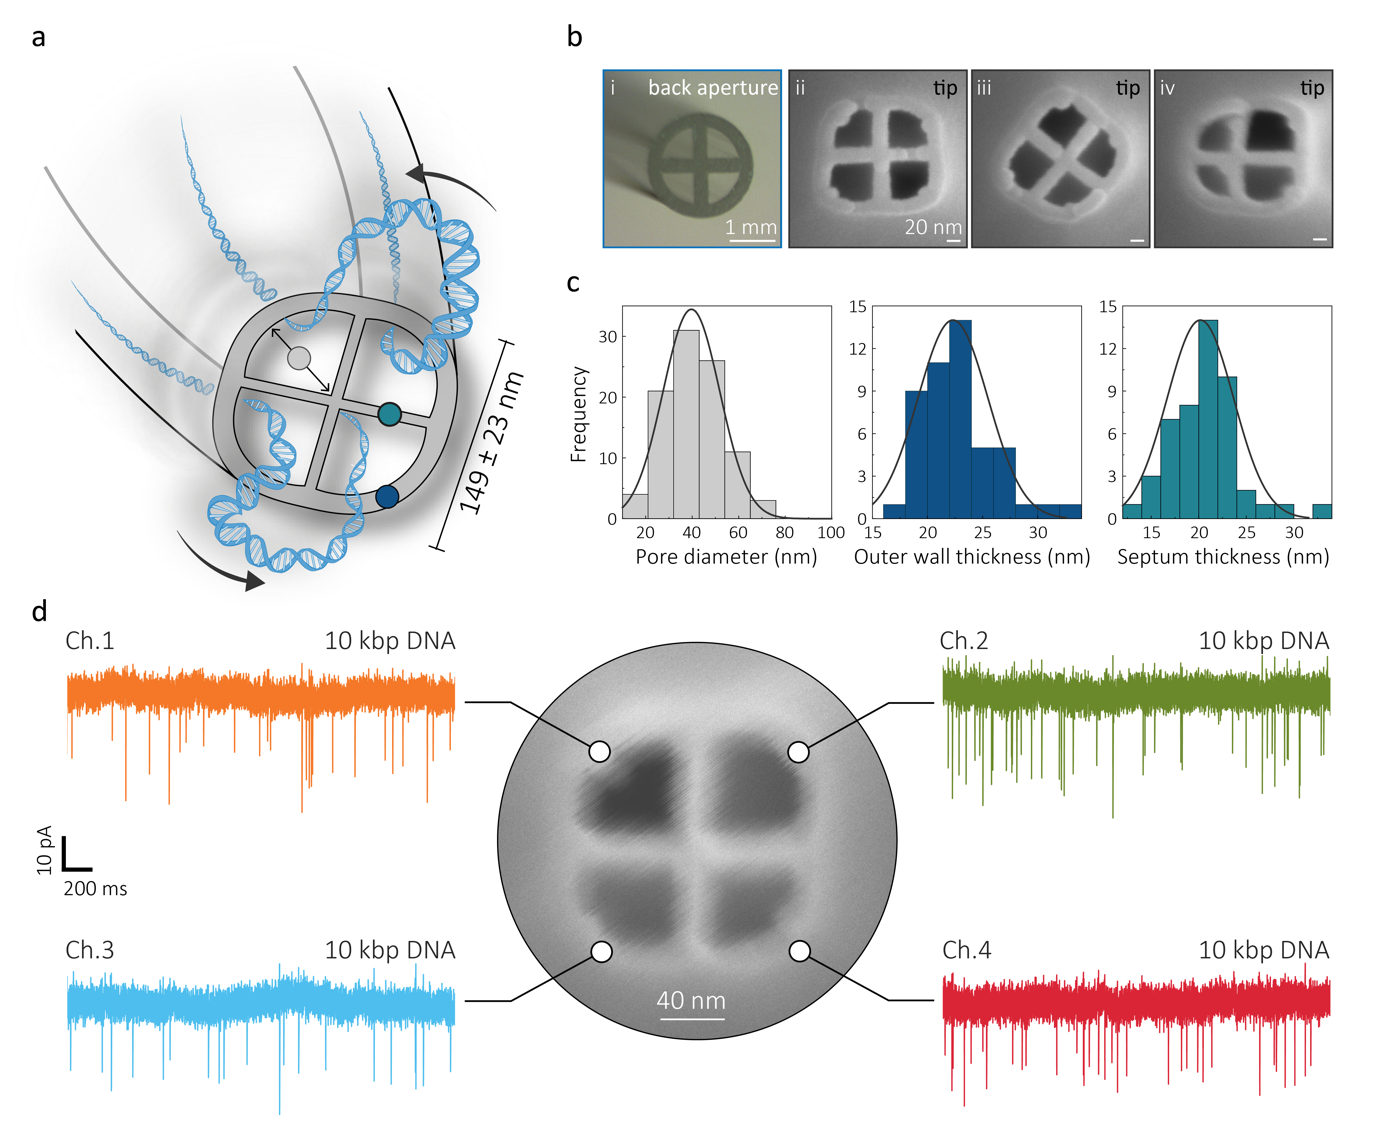 a
149 ± 23 nm
b
i
back aperture
1 mm
ii
tip
20 nm
iii
tip
iv
tip
c
Frequency
30
20
10
0
20 40 60 80 100
Pore diameter (nm)
15
12
9
6
3
0
15 20 25 30
Outer wall thickness (nm)
15
12
9
6
3
0
15 20 25 30
Septum thickness (nm)
d
Ch.1 10 kbp DNA
Ch.2 10 kbp DNA
10 pA
200 ms
Ch.3 10 kbp DNA
Ch.4 10 kbp DNA
40 nm